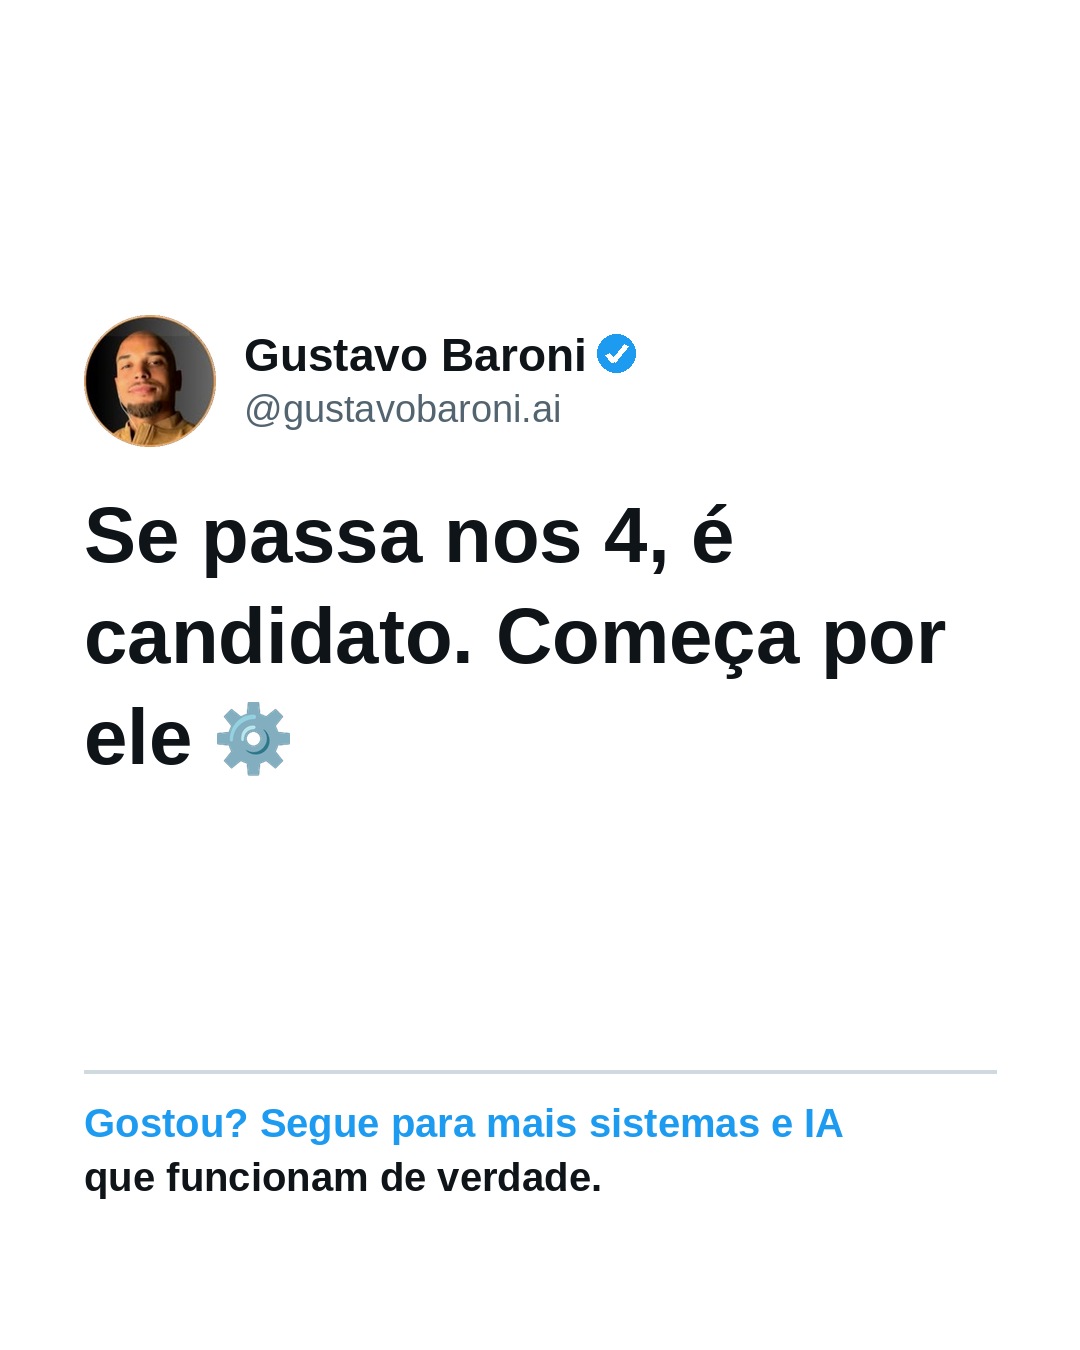 Gustavo Baroni
@gustavobaroni.ai
Se passa nos 4, é
candidato. Começa por
ele ⚙️
Gostou? Segue para mais sistemas e IA
que funcionam de verdade.